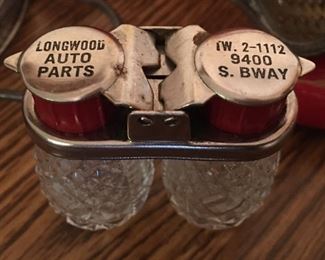 LONGWOOD
AUTO
PARTS
TW. 2-1112
9400
S. BWAY